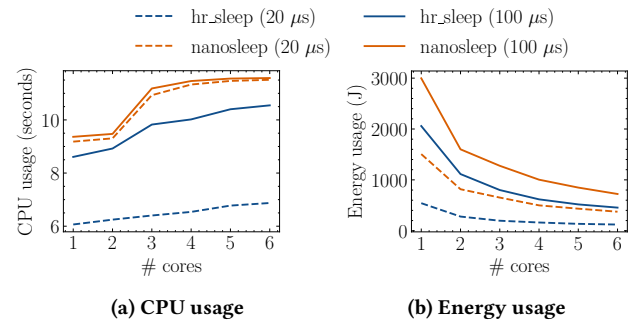 hr_sleep (20 μs) hr_sleep (100 μs)
nanosleep (20 μs) nanosleep (100 μs)
CPU usage (seconds)
10
8
6
1 2 3 4 5 6
# cores
(a) CPU usage
Energy usage (J)
3000
2000
1000
0
1 2 3 4 5 6
# cores
(b) Energy usage